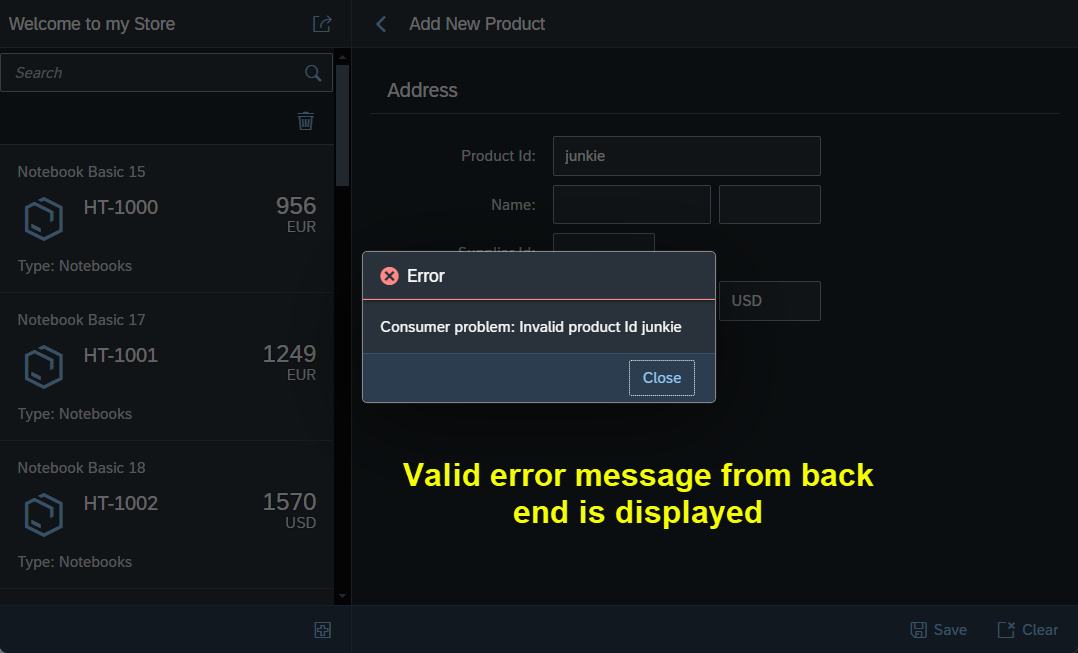 Welcome to my Store
Add New Product
Search
Address
Notebook Basic 15
HT-1000
956
EUR
Type: Notebooks
Notebook Basic 17
HT-1001
1249
EUR
Type: Notebooks
Notebook Basic 18
HT-1002
1570
USD
Type: Notebooks
Product Id: junkie
Name:
Supplier Id:
USD
Error
Consumer problem: Invalid product Id junkie
Close
Valid error message from back
end is displayed
Save Clear